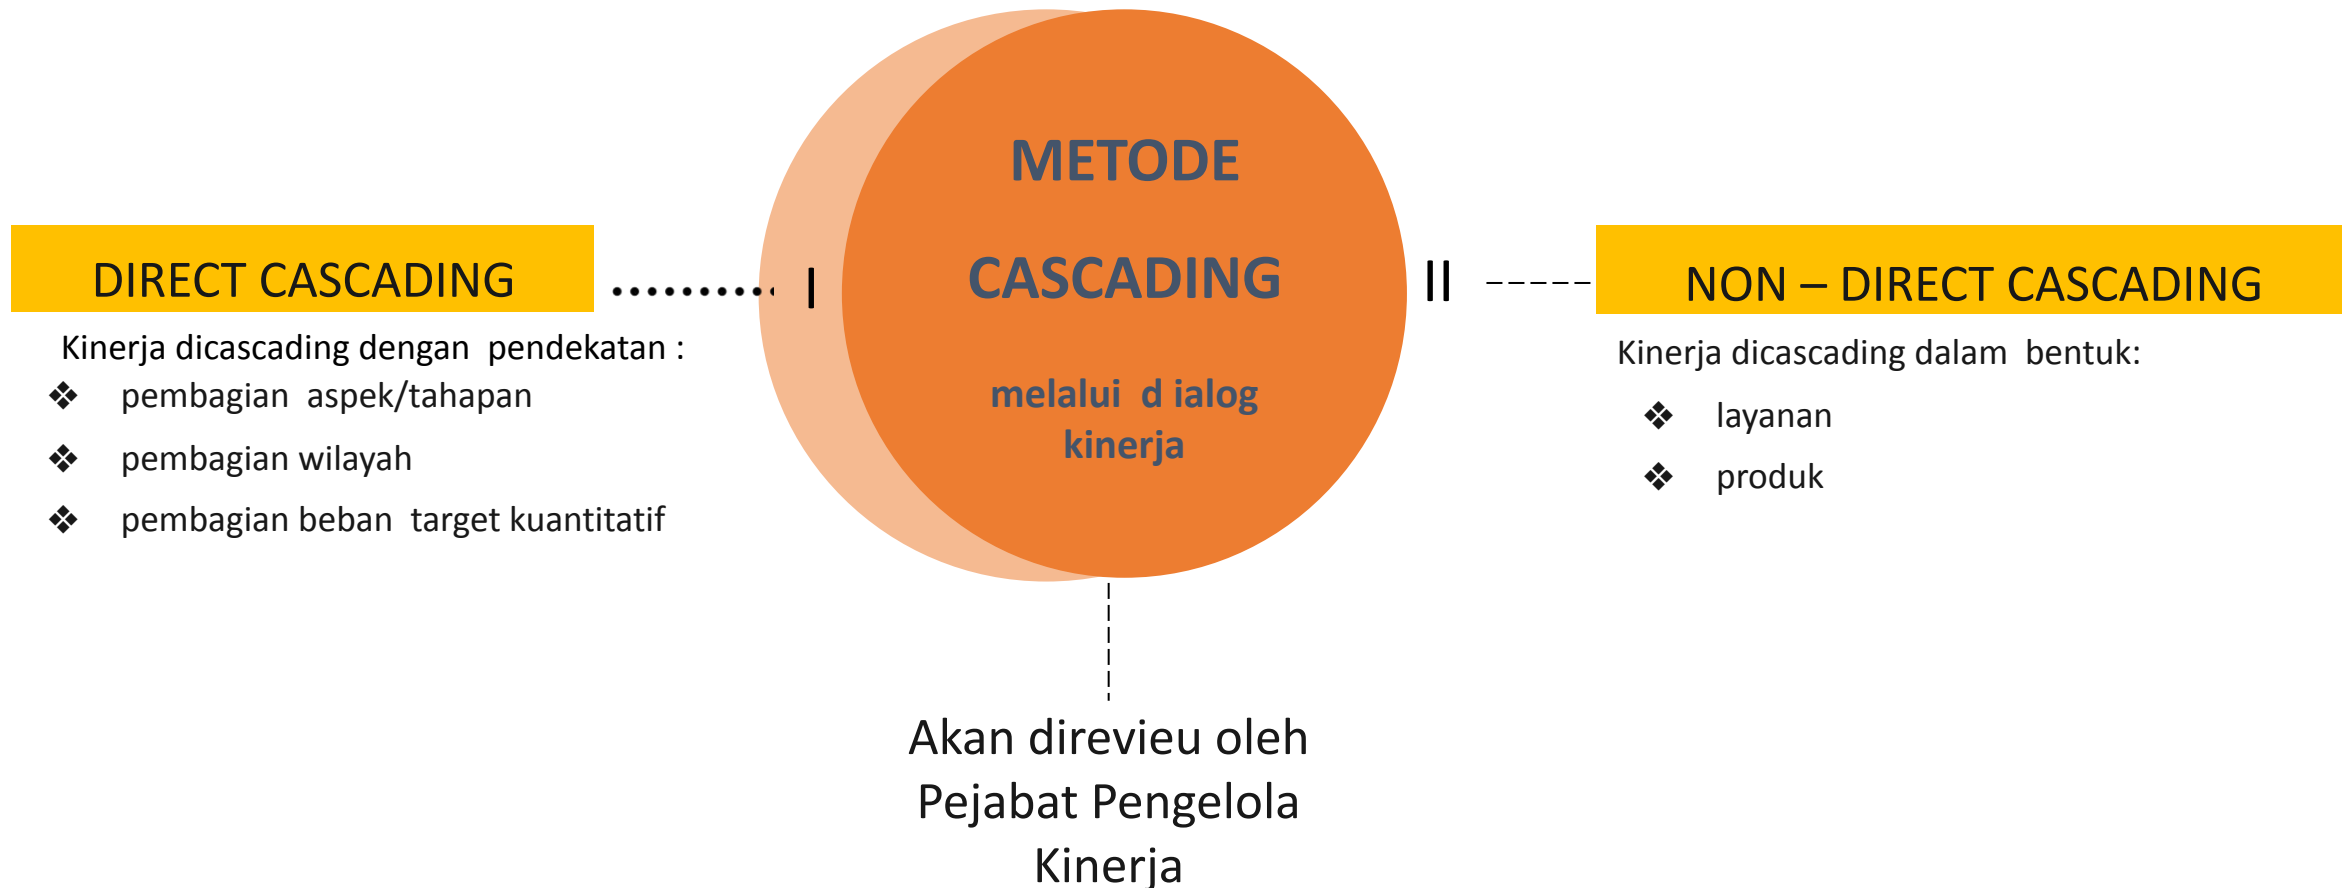 METODE
CASCADING
melalui d ialog
kinerja
I
DIRECT CASCADING
Kinerja dicascading dengan pendekatan :
❖ pembagian aspek/tahapan
❖ pembagian wilayah
❖ pembagian beban target kuantitatif
II
NON – DIRECT CASCADING
Kinerja dicascading dalam bentuk:
❖ layanan
❖ produk
Akan direvieu oleh
Pejabat Pengelola
Kinerja